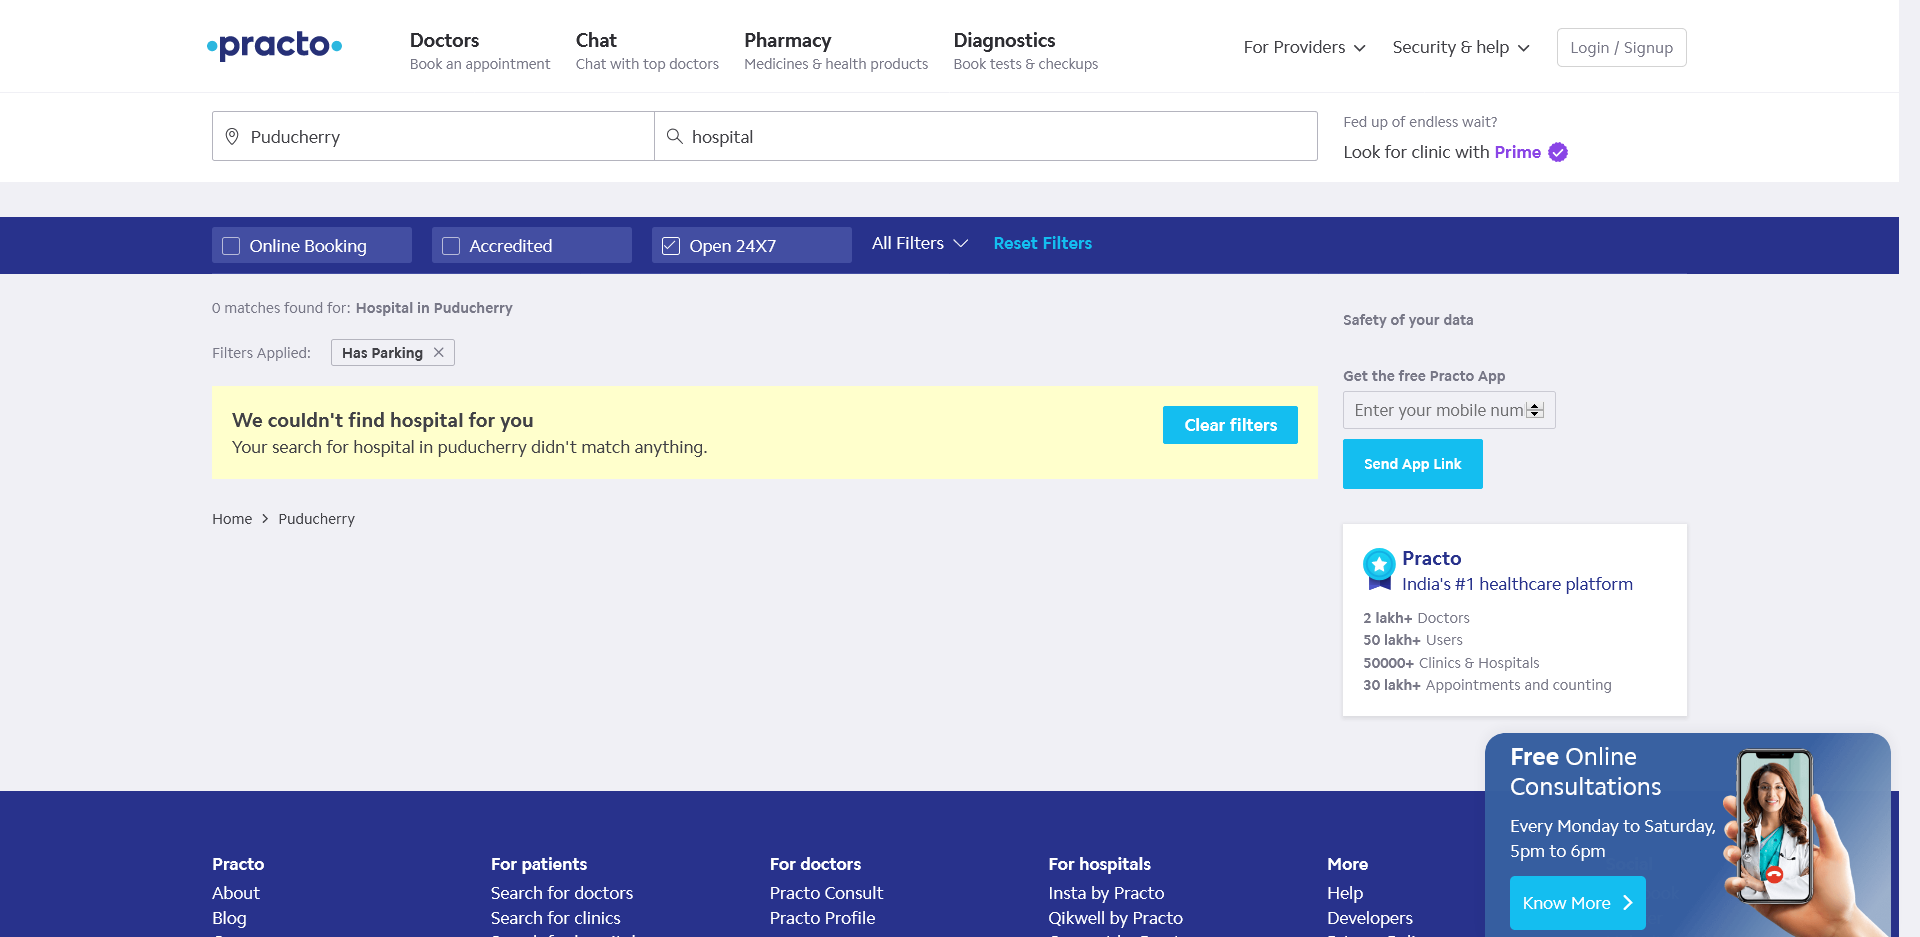 practo
Doctors
Book an appointment
Chat
Chat with top doctors
Pharmacy
Medicines & health products
Diagnostics
Book tests & checkups
For Providers
Security & help
Login / Signup
Puducherry
hospital
Fed up of endless wait?
Look for clinic with Prime
Online Booking
Accredited
Open 24X7
All Filters
Reset Filters
0 matches found for: Hospital in Puducherry
Filters Applied:
Has Parking
We couldn't find hospital for you
Your search for hospital in puducherry didn't match anything.
Clear filters
Home
Puducherry
Safety of your data
Get the free Practo App
Enter your mobile num
Send App Link
Practo
India's #1 healthcare platform
2 lakh+ Doctors
50 lakh+ Users
50000+ Clinics & Hospitals
30 lakh+ Appointments and counting
Free Online
Consultations
Every Monday to Saturday,
5pm to 6pm
Know More
Practo
About
Blog
For patients
Search for doctors
Search for clinics
For doctors
Practo Consult
Practo Profile
For hospitals
Insta by Practo
Qikwell by Practo
More
Help
Developers